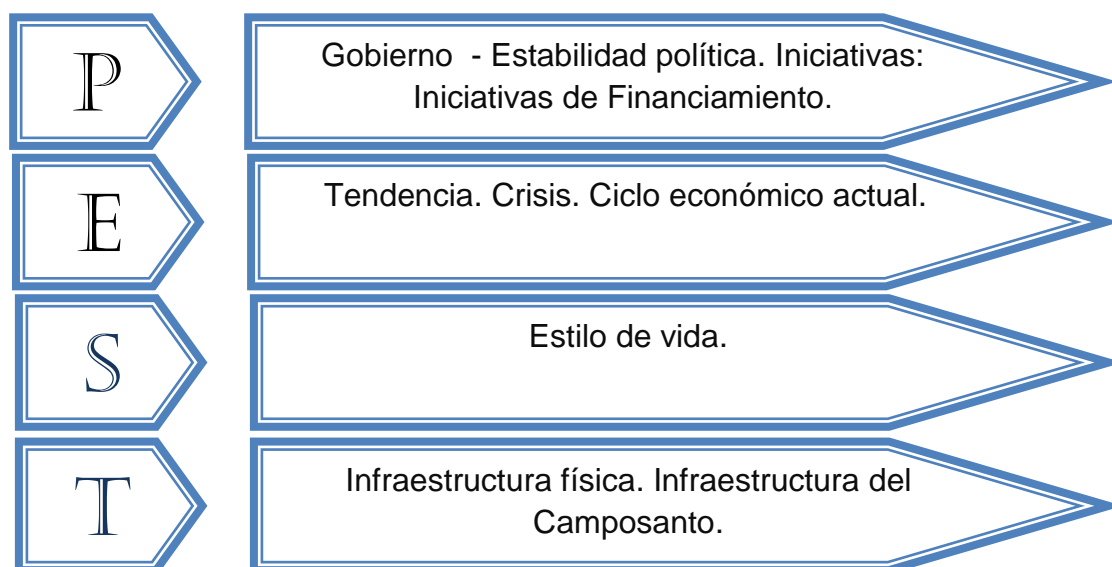 P
Gobierno - Estabilidad política. Iniciativas:
Iniciativas de Financiamiento.
E
Tendencia. Crisis. Ciclo económico actual.
S
Estilo de vida.
T
Infraestructura física. Infraestructura del
Camposanto.